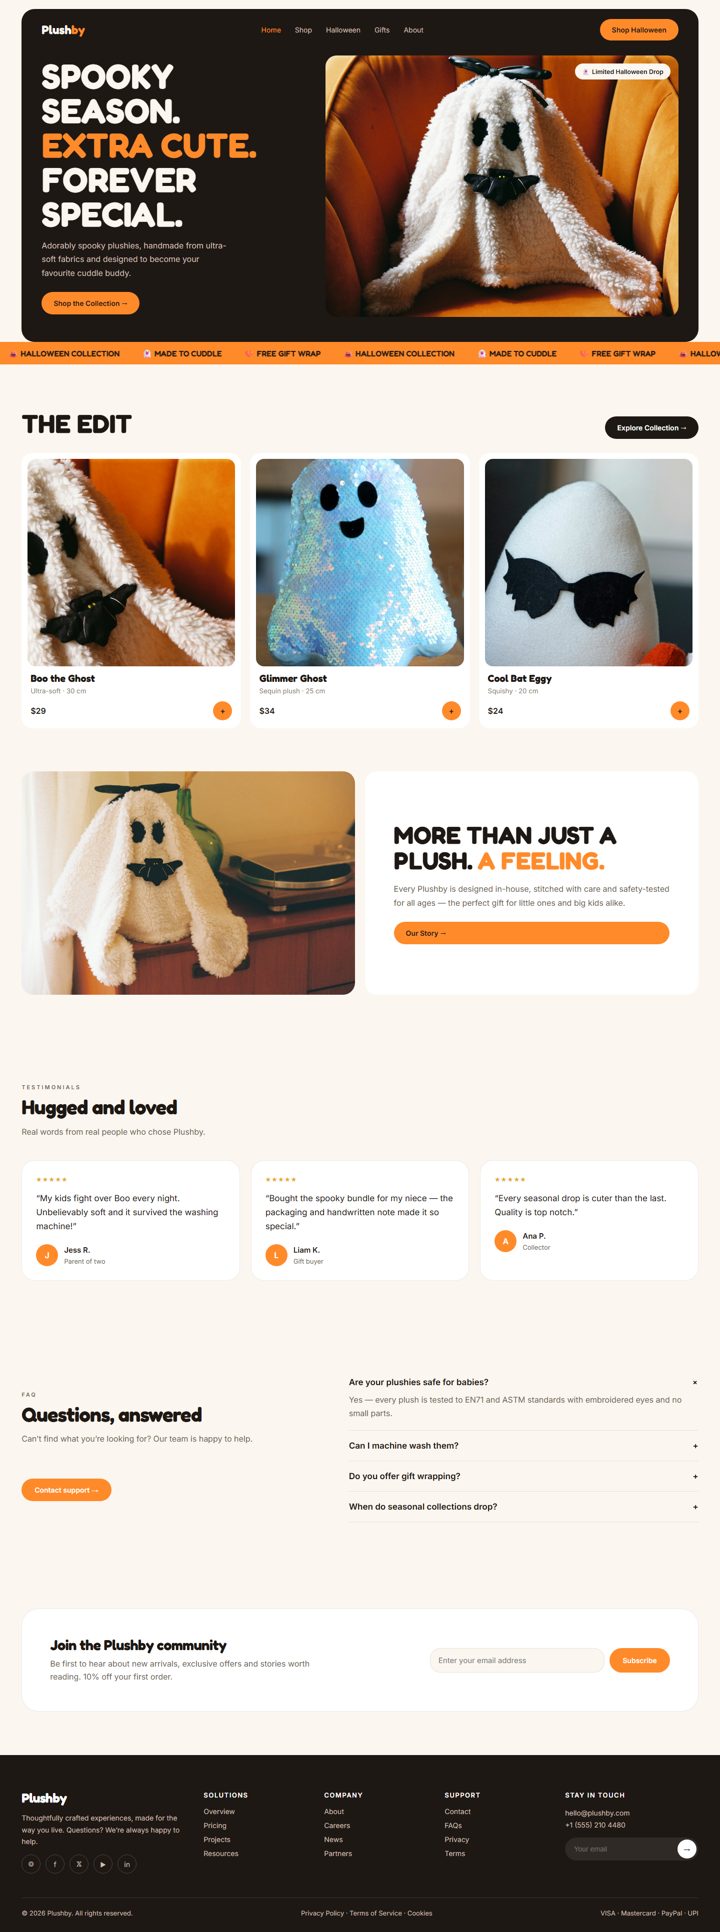 Plushby
Home Shop Halloween Gifts About
Shop Halloween
SPOOKY
SEASON.
EXTRA CUTE.
FOREVER
SPECIAL.
Limited Halloween Drop
Adorably spooky plushies, handmade from ultra-
soft fabrics and designed to become your
favourite cuddle buddy.
Shop the Collection →
HALLOWEEN COLLECTION MADE TO CUDDLE FREE GIFT WRAP HALLOWEEN COLLECTION MADE TO CUDDLE FREE GIFT WRAP HALLOW
THE EDIT
Explore Collection →
Boo the Ghost
Ultra-soft · 30 cm
$29
+
Glimmer Ghost
Sequin plush · 25 cm
$34
+
Cool Bat Eggy
Squishy · 20 cm
$24
+
MORE THAN JUST A
PLUSH. A FEELING.
Every Plushby is designed in-house, stitched with care and safety-tested
for all ages — the perfect gift for little ones and big kids alike.
Our Story →
TESTIMONIALS
Hugged and loved
Real words from real people who chose Plushby.
★★★★★
“My kids fight over Boo every night.
Unbelievably soft and it survived the washing
machine!”
J
Jess R.
Parent of two
★★★★★
“Bought the spooky bundle for my niece — the
packaging and handwritten note made it so
special.”
L
Liam K.
Gift buyer
★★★★★
“Every seasonal drop is cuter than the last.
Quality is top notch.”
A
Ana P.
Collector
FAQ
Questions, answered
Can't find what you're looking for? Our team is happy to help.
Contact support →
Are your plushies safe for babies? ×
Yes — every plush is tested to EN71 and ASTM standards with embroidered eyes and no
small parts.
Can I machine wash them? +
Do you offer gift wrapping? +
When do seasonal collections drop? +
Join the Plushby community
Be first to hear about new arrivals, exclusive offers and stories worth
reading. 10% off your first order.
Enter your email address
Subscribe
Plushby
Thoughtfully crafted experiences, made for the
way you live. Questions? We're always happy to
help.
f 𝕏 ▶ in
SOLUTIONS
Overview
Pricing
Projects
Resources
COMPANY
About
Careers
News
Partners
SUPPORT
Contact
FAQs
Privacy
Terms
STAY IN TOUCH
hello@plushby.com
+1 (555) 210 4480
Your email →
© 2026 Plushby. All rights reserved.
Privacy Policy · Terms of Service · Cookies
VISA · Mastercard · PayPal · UPI